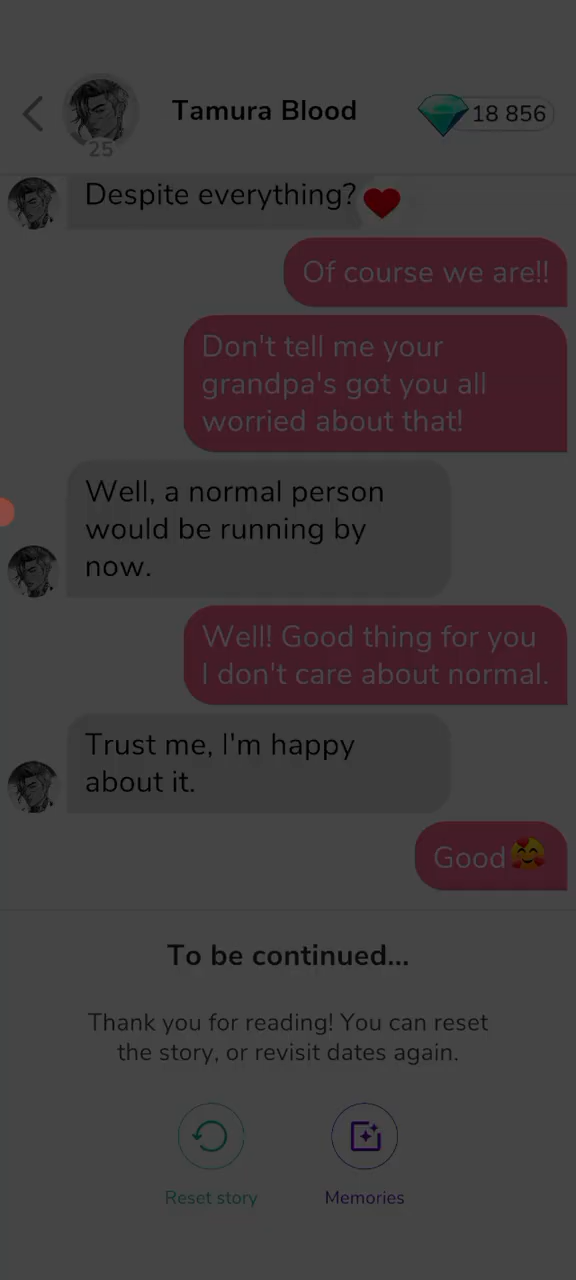 Tamura Blood
18 856
25
Despite everything?
Of course we are!!
Don't tell me your
grandpa's got you all
worried about that!
Well, a normal person
would be running by
now.
Well! Good thing for you
I don't care about normal.
Trust me, I'm happy
about it.
Good
To be continued...
Thank you for reading! You can reset
the story, or revisit dates again.
Reset story
Memories